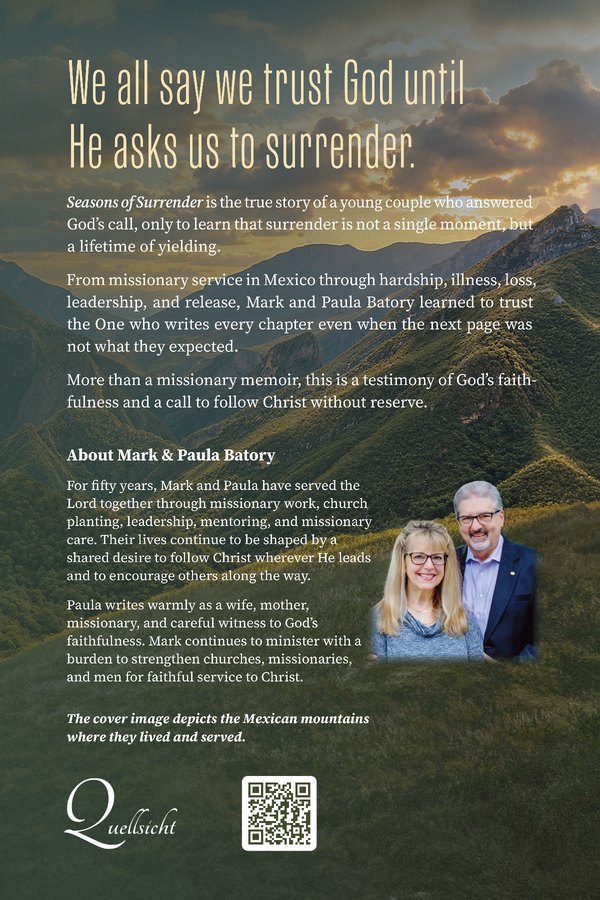 We all say we trust God until
He asks us to surrender.
Seasons of Surrender is the true story of a young couple who answered
God's call, only to learn that surrender is not a single moment, but
a lifetime of yielding.
From missionary service in Mexico through hardship, illness, loss,
leadership, and release, Mark and Paula Batory learned to trust
the One who writes every chapter even when the next page was
not what they expected.
More than a missionary memoir, this is a testimony of God's faith-
fulness and a call to follow Christ without reserve.
About Mark & Paula Batory
For fifty years, Mark and Paula have served the
Lord together through missionary work, church
planting, leadership, mentoring, and missionary
care. Their lives continue to be shaped by a
shared desire to follow Christ wherever He leads
and to encourage others along the way.
Paula writes warmly as a wife, mother,
missionary, and careful witness to God's
faithfulness. Mark continues to minister with a
burden to strengthen churches, missionaries,
and men for faithful service to Christ.
The cover image depicts the Mexican mountains
where they lived and served.
Quellsicht